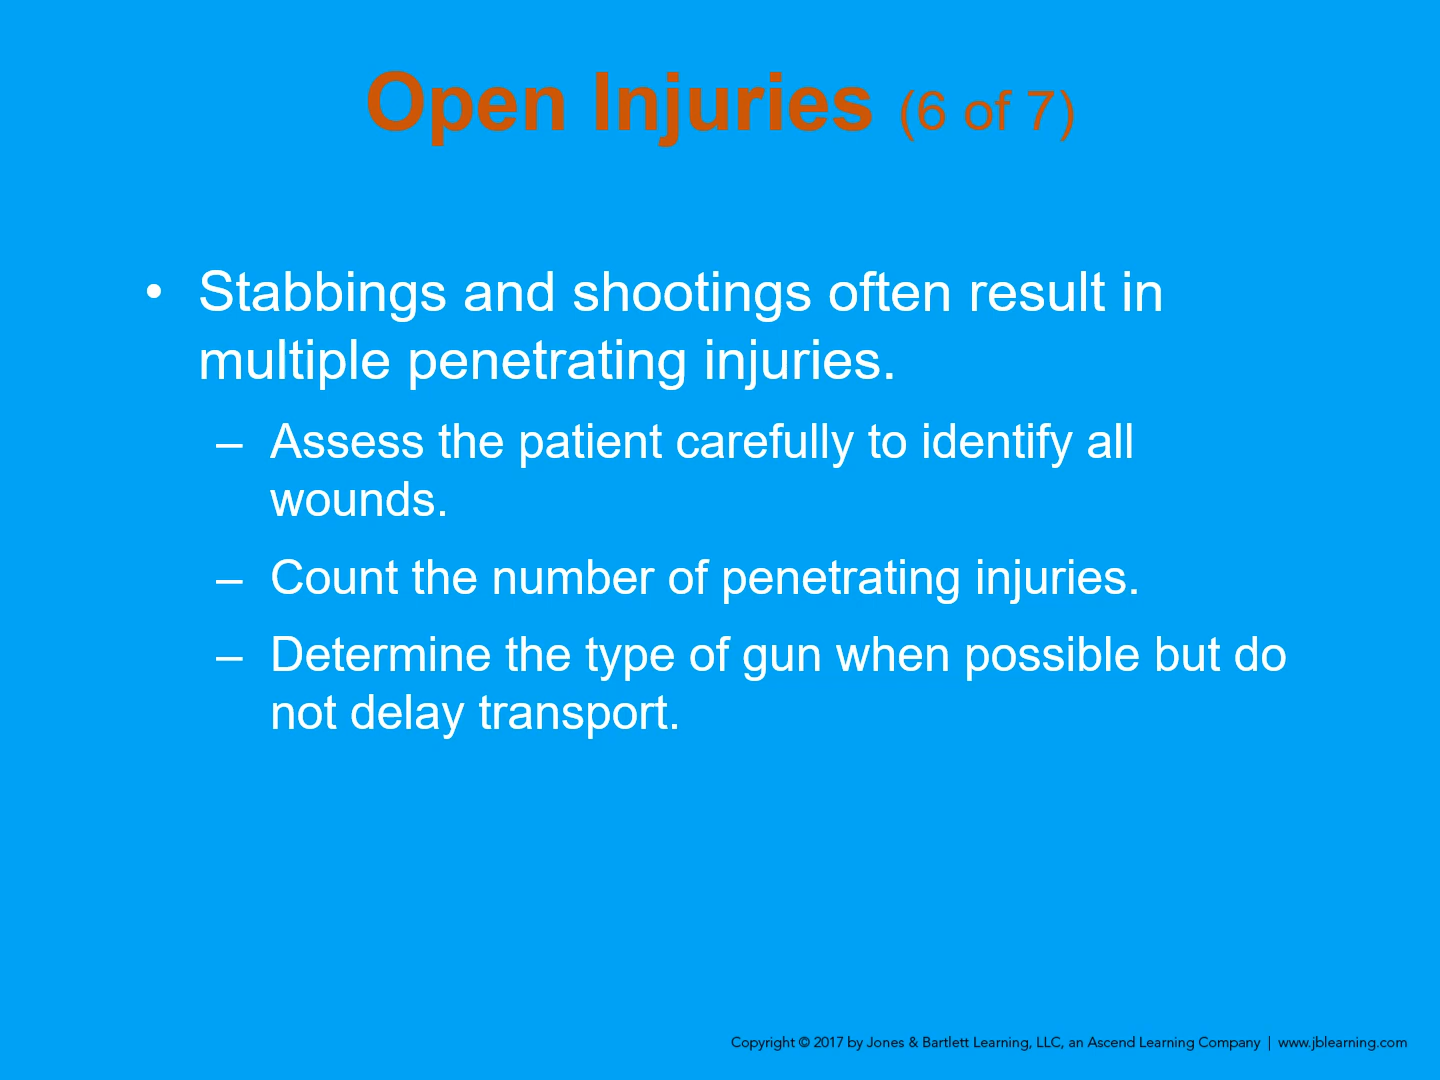 Open Injuries (6 of 7)
• Stabbings and shootings often result in
multiple penetrating injuries.
– Assess the patient carefully to identify all
wounds.
– Count the number of penetrating injuries.
– Determine the type of gun when possible but do
not delay transport.
Copyright © 2017 by Jones & Bartlett Learning, LLC, an Ascend Learning Company | www.jblearning.com